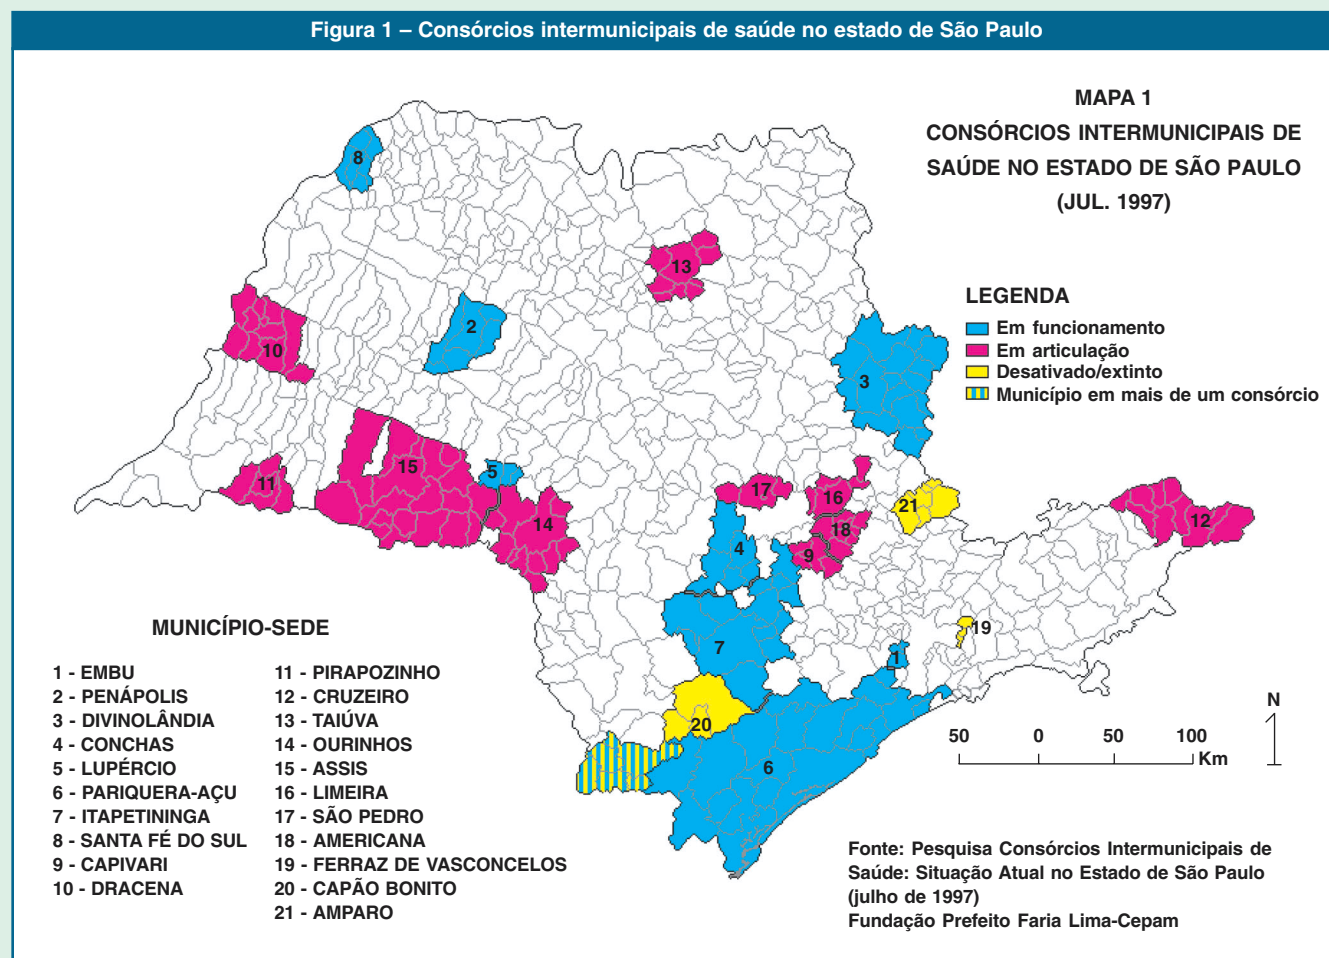 Figura 1 – Consórcios intermunicipais de saúde no estado de São Paulo
MAPA 1
CONSÓRCIOS INTERMUNICIPAIS DE
SAÚDE NO ESTADO DE SÃO PAULO
(JUL. 1997)
LEGENDA
Em funcionamento
Em articulação
Desativado/extinto
Município em mais de um consórcio
8
13
2
10
3
15
5
11
17
16
21
12
14
18
4
9
19
7
1
20
6
MUNICÍPIO-SEDE
1 - EMBU
2 - PENÁPOLIS
3 - DIVINOLÂNDIA
4 - CONCHAS
5 - LUPÉRCIO
6 - PARIQUERA-AÇU
7 - ITAPETININGA
8 - SANTA FÉ DO SUL
9 - CAPIVARI
10 - DRACENA
11 - PIRAPOZINHO
12 - CRUZEIRO
13 - TAIÚVA
14 - OURINHOS
15 - ASSIS
16 - LIMEIRA
17 - SÃO PEDRO
18 - AMERICANA
19 - FERRAZ DE VASCONCELOS
20 - CAPÃO BONITO
21 - AMPARO
N
50 0 50 100
Km
Fonte: Pesquisa Consórcios Intermunicipais de
Saúde: Situação Atual no Estado de São Paulo
(julho de 1997)
Fundação Prefeito Faria Lima-Cepam